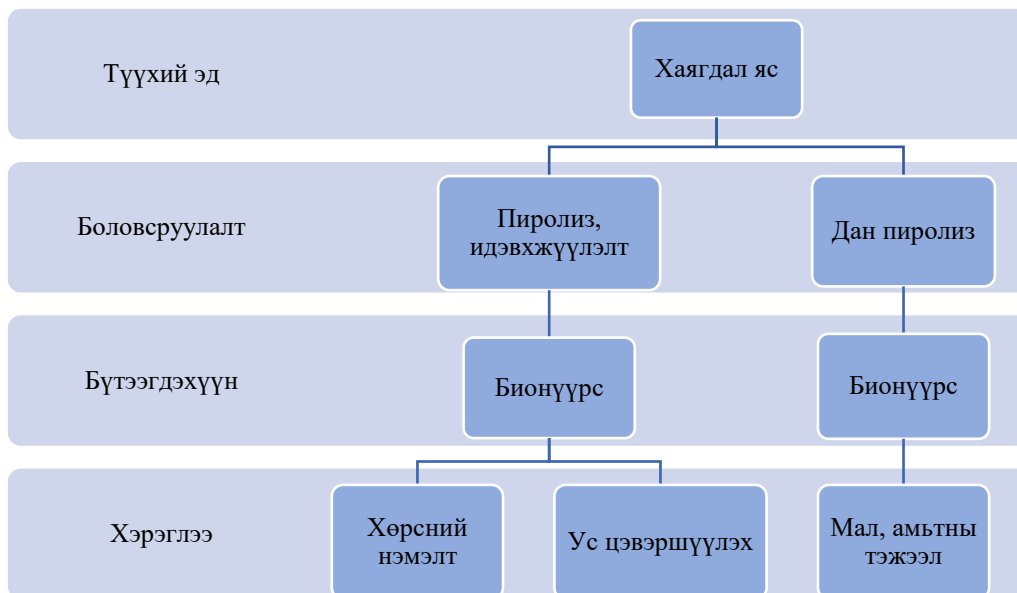 Түүхий эд
Хаягдал яс
Боловсруулалт
Пиролиз,
идэвхжүүлэлт
Дан пиролиз
Бүтээгдэхүүн
Бионүүрс
Бионүүрс
Хэрэглээ
Хөрсний
нэмэлт
Ус цэвэршүүлэх
Мал, амьтны
тэжээл